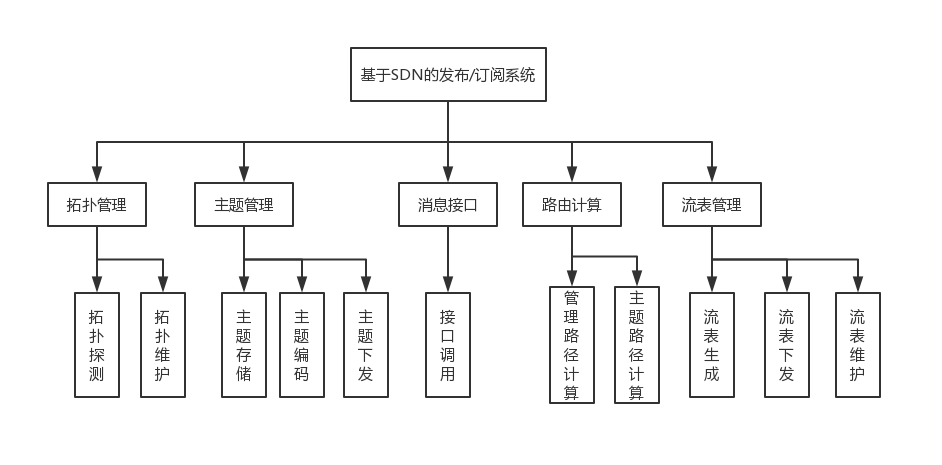 基于SDN的发布/订阅系统
拓扑管理
主题管理
消息接口
路由计算
流表管理
拓扑探测
拓扑维护
主题存储
主题编码
主题下发
接口调用
管理路径计算
主题路径计算
流表生成
流表下发
流表维护